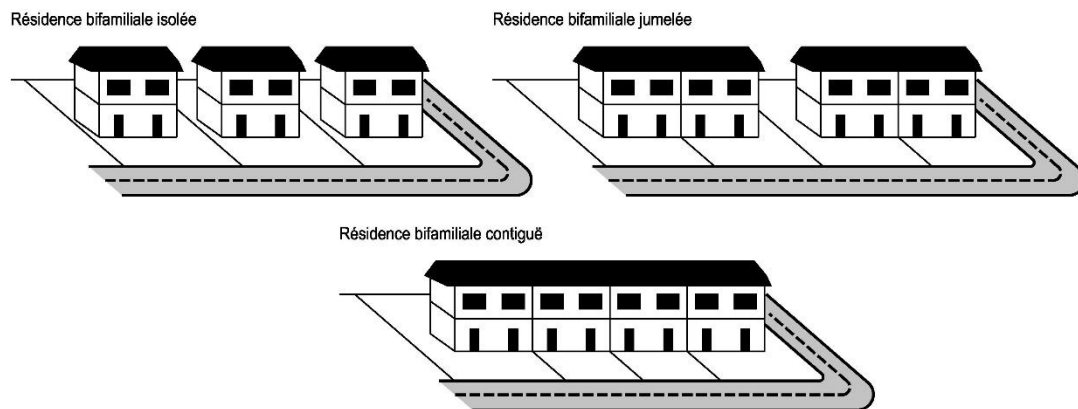 Résidence bifamiliale isolée
Résidence bifamiliale jumelée
Résidence bifamiliale contiguë